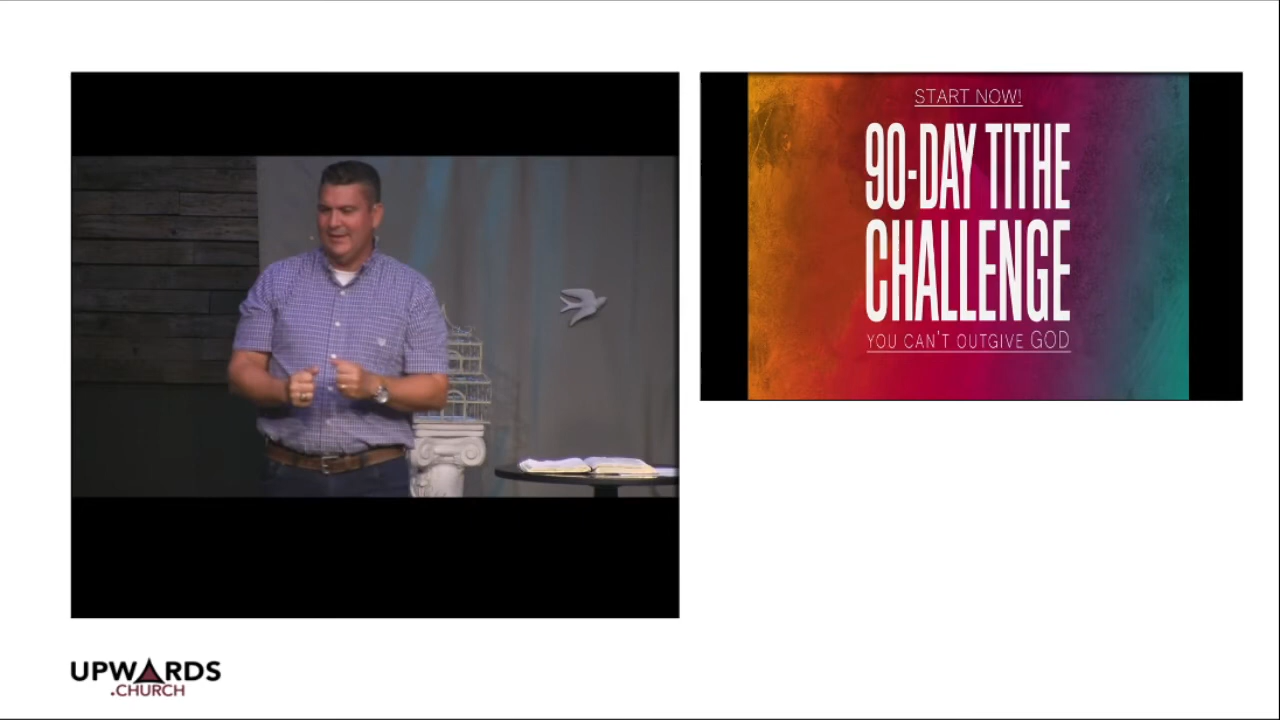 START NOW!
90-DAY TITHE
CHALLENGE
YOU CAN'T OUTGIVE GOD
UPWARDS
.CHURCH